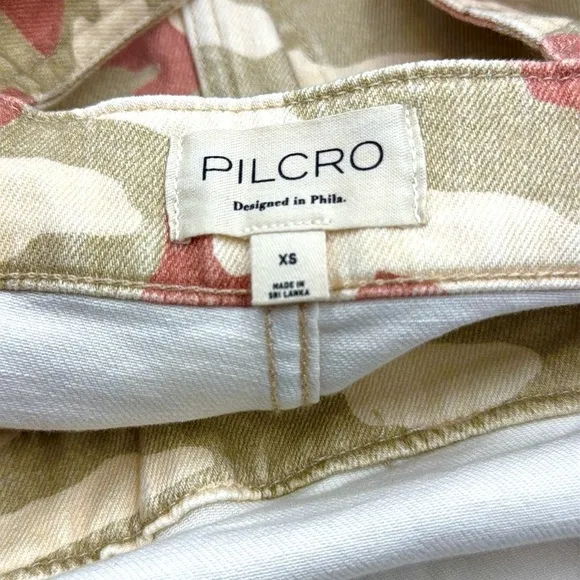 PILCRO
Designed in Phila.
XS
MADE IN
SRI LANKA